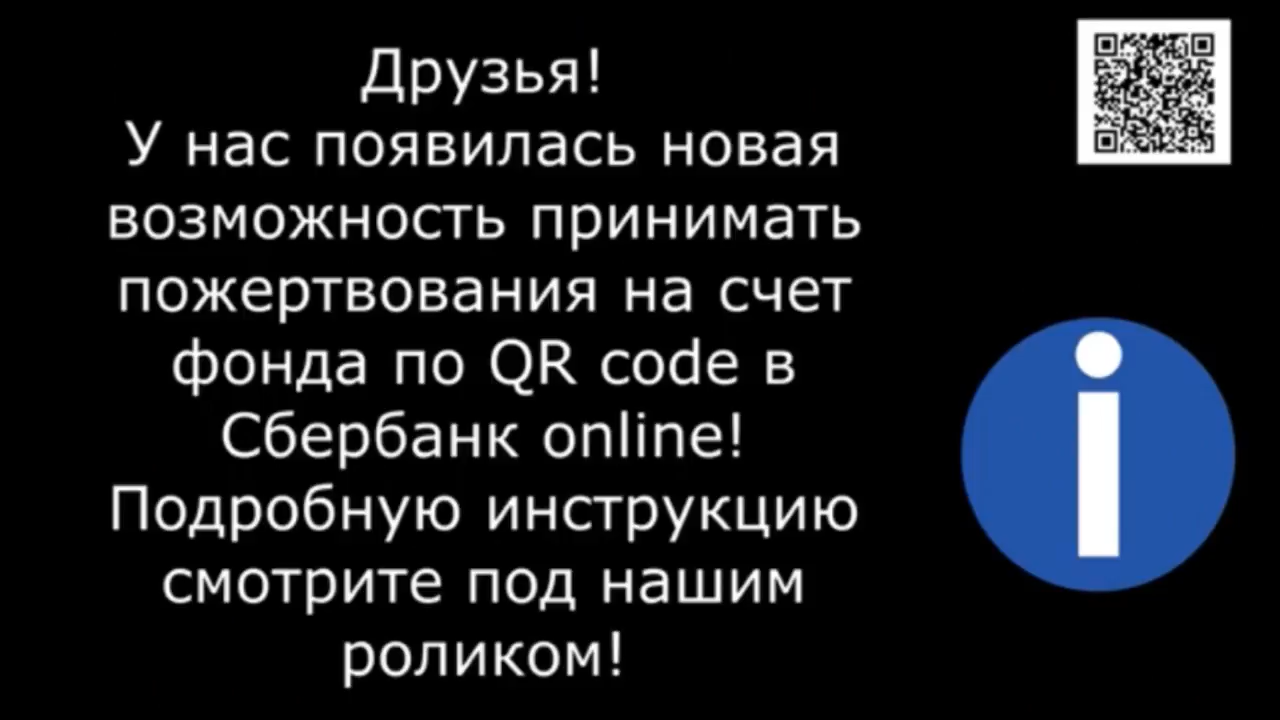 Друзья!
У нас появилась новая
возможность принимать
пожертвования на счет
фонда по QR code в
Сбербанк online!
Подробную инструкцию
смотрите под нашим
роликом!
i